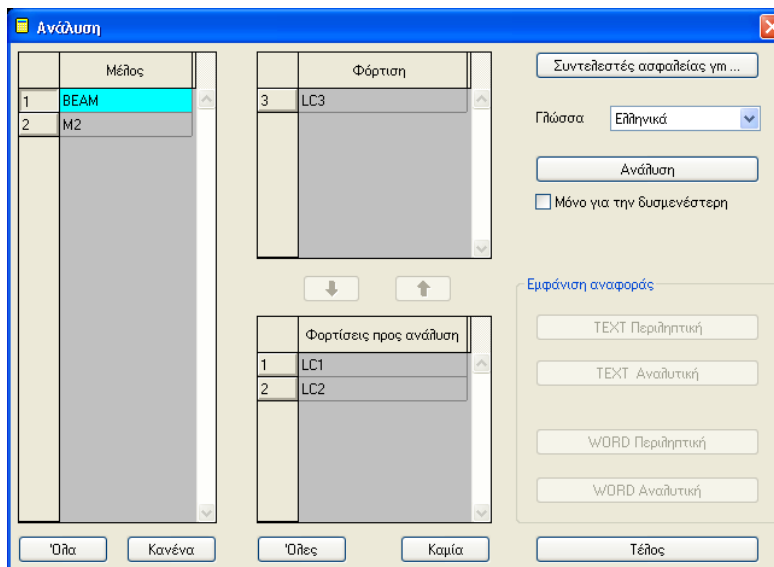 Ανάλυση
Μέλος
1 BEAM
2 M2
Φόρτιση
3 LC3
Φορτίσεις προς ανάλυση
1 LC1
2 LC2
Συντελεστές ασφαλείας γm ...
Γλώσσα Ελληνικά
Ανάλυση
Μόνο για την δυσμενέστερη
Εμφάνιση αναφοράς
TEXT Περιληπτική
TEXT Αναλυτική
WORD Περιληπτική
WORD Αναλυτική
Όλα Κανένα Όλες Καμία Τέλος